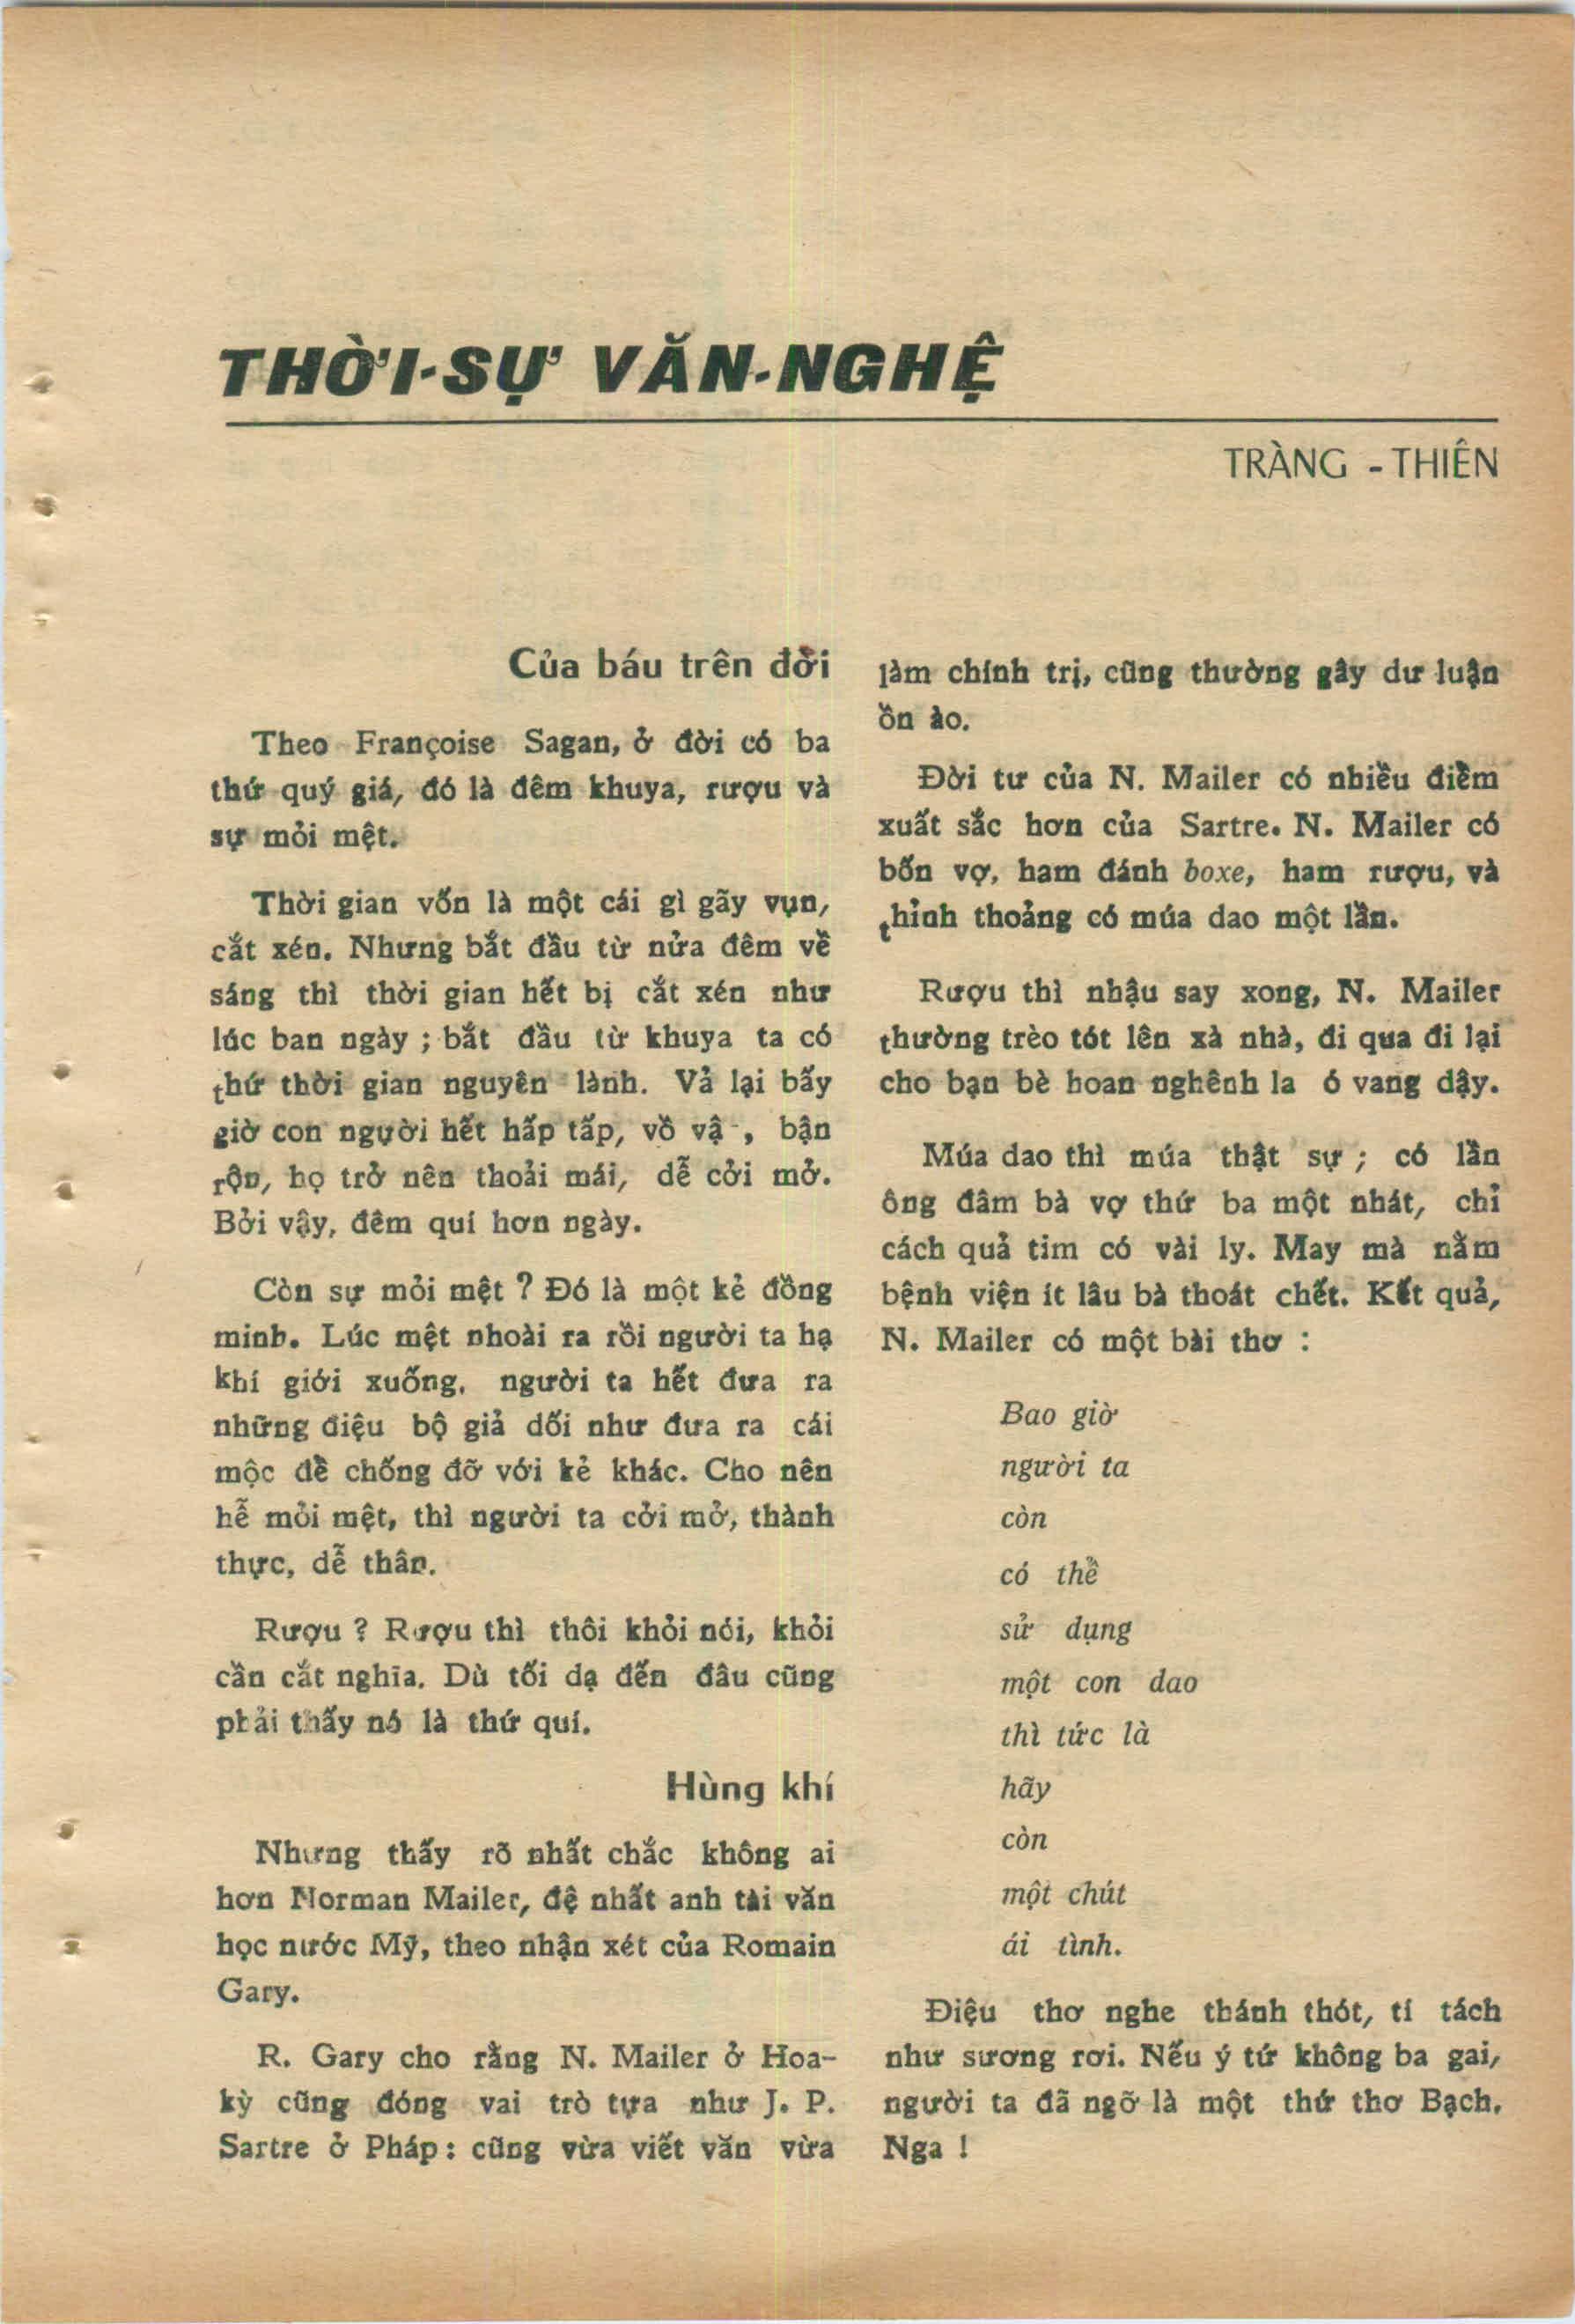 THỜI-SỰ VĂN-NGHỆ
TRÀNG - THIÊN
Của báu trên đời
Theo Françoise Sagan, ở đời có ba
thứ quý giá, đó là đêm khuya, rượu và
sự mỏi mệt.
Thời gian vốn là một cái gì gãy vụn,
cắt xén. Nhưng bắt đầu từ nửa đêm về
sáng thì thời gian hết bị cắt xén như
lúc ban ngày ; bắt đầu từ khuya ta có
thứ thời gian nguyên lành. Vả lại bấy
giờ con người hết hấp tấp, vồ vậ, bận
rộn, họ trở nên thoải mái, dễ cởi mở.
Bởi vậy, đêm quí hơn ngày.
Còn sự mỏi mệt ? Đó là một kẻ đồng
minh. Lúc mệt nhoài ra rồi người ta hạ
khí giới xuống, người ta hết đưa ra
những điệu bộ giả dối như đưa ra cái
mộc để chống đỡ với kẻ khác. Cho nên
hễ mỏi mệt, thì người ta cởi mở, thành
thực, dễ thân.
Rượu ? Rượu thì thôi khỏi nói, khỏi
cần cắt nghĩa. Dù tối dạ đến đâu cũng
phải thấy nó là thứ quí.
Hùng khí
Nhưng thấy rõ nhất chắc không ai
hơn Norman Mailer, đệ nhất anh tài văn
học nước Mỹ, theo nhận xét của Romain
Gary.
R. Gary cho rằng N. Mailer ở Hoa-
kỳ cũng đóng vai trò tựa như J. P.
Sartre ở Pháp : cũng vừa viết văn vừa
làm chính trị, cũng thường gây dư luận
ồn ào.
Đời tư của N. Mailer có nhiều điểm
xuất sắc hơn của Sartre. N. Mailer có
bốn vợ, ham đánh boxe, ham rượu, và
thỉnh thoảng có múa dao một lần.
Rượu thì nhậu say xong, N. Mailer
thường trèo tót lên xà nhà, đi qua đi lại
cho bạn bè hoan nghênh la ó vang dậy.
Múa dao thì múa thật sự ; có lần
ông đâm bà vợ thứ ba một nhát, chỉ
cách quả tim có vài ly. May mà nằm
bệnh viện ít lâu bà thoát chết. Kết quả,
N. Mailer có một bài thơ :
Bao giờ
người ta
còn
có thể
sử dụng
một con dao
thì tức là
hãy
còn
một chút
ái tình.
Điệu thơ nghe thánh thót, tí tách
như sương rơi. Nếu ý tứ không ba gai,
người ta đã ngỡ là một thứ thơ Bạch.
Nga !